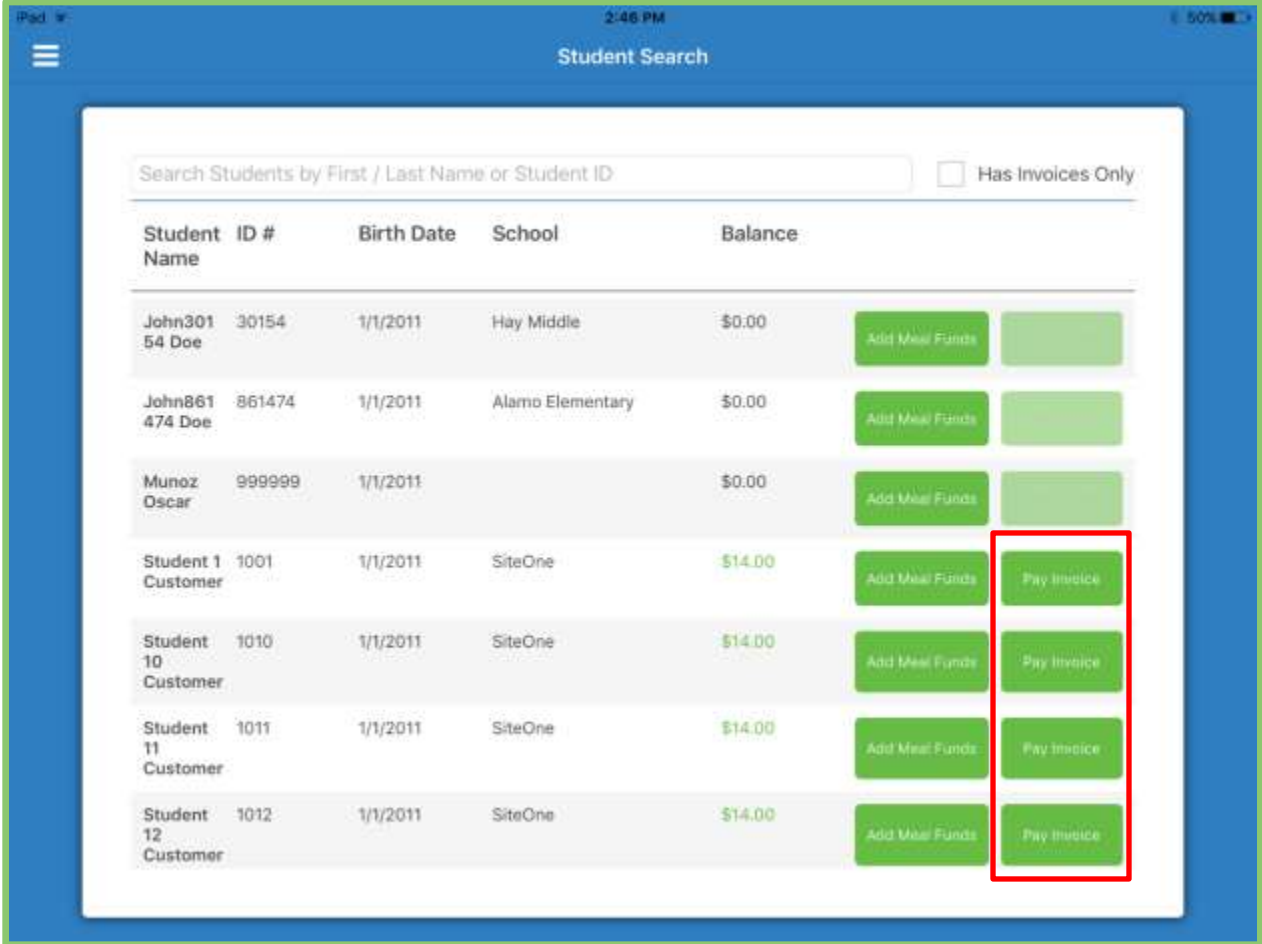 iPad 2:46 PM 50%
Student Search
Search Students by First / Last Name or Student ID Has Invoices Only
Student ID # Birth Date School Balance
Name
John301 30154 1/1/2011 Hay Middle $0.00
54 Doe
Add Meal Funds
John861 861474 1/1/2011 Alamo Elementary $0.00
474 Doe
Add Meal Funds
Munoz 999999 1/1/2011 $0.00
Oscar
Add Meal Funds
Student 1 1001 1/1/2011 SiteOne $14.00
Customer
Add Meal Funds Pay Invoice
Student 1010 1/1/2011 SiteOne $14.00
10
Add Meal Funds Pay Invoice
Customer
Student 1011 1/1/2011 SiteOne $14.00
11
Add Meal Funds Pay Invoice
Customer
Student 1012 1/1/2011 SiteOne $14.00
12
Add Meal Funds Pay Invoice
Customer